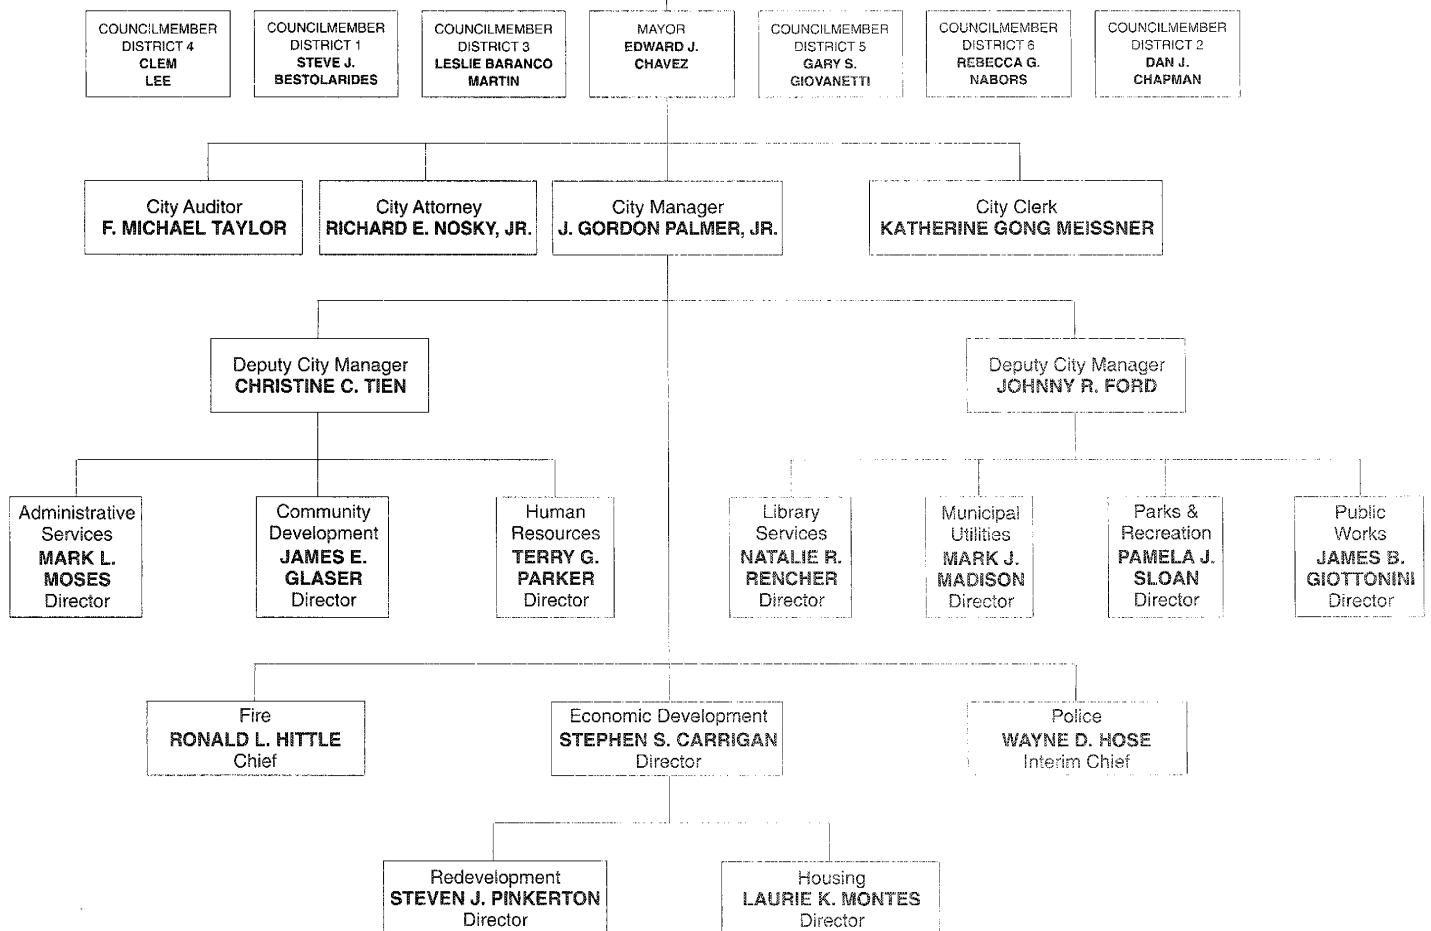 COUNCILMEMBER
DISTRICT 4
CLEM
LEE
COUNCILMEMBER
DISTRICT 1
STEVE J.
BESTOLARIDES
COUNCILMEMBER
DISTRICT 3
LESLIE BARANCO
MARTIN
MAYOR
EDWARD J.
CHAVEZ
COUNCILMEMBER
DISTRICT 5
GARY S.
GIOVANETTI
COUNCILMEMBER
DISTRICT 6
REBECCA G.
NABORS
COUNCILMEMBER
DISTRICT 2
DAN J.
CHAPMAN
City Auditor
F. MICHAEL TAYLOR
City Attorney
RICHARD E. NOSKY, JR.
City Manager
J. GORDON PALMER, JR.
City Clerk
KATHERINE GONG MEISSNER
Deputy City Manager
CHRISTINE C. TIEN
Deputy City Manager
JOHNNY R. FORD
Administrative
Services
MARK L.
MOSES
Director
Community
Development
JAMES E.
GLASER
Director
Human
Resources
TERRY G.
PARKER
Director
Library
Services
NATALIE R.
RENCHER
Director
Municipal
Utilities
MARK J.
MADISON
Director
Parks &
Recreation
PAMELA J.
SLOAN
Director
Public
Works
JAMES B.
GIOTTONINI
Director
Fire
RONALD L. HITTLE
Chief
Economic Development
STEPHEN S. CARRIGAN
Director
Police
WAYNE D. HOSE
Interim Chief
Redevelopment
STEVEN J. PINKERTON
Director
Housing
LAURIE K. MONTES
Director